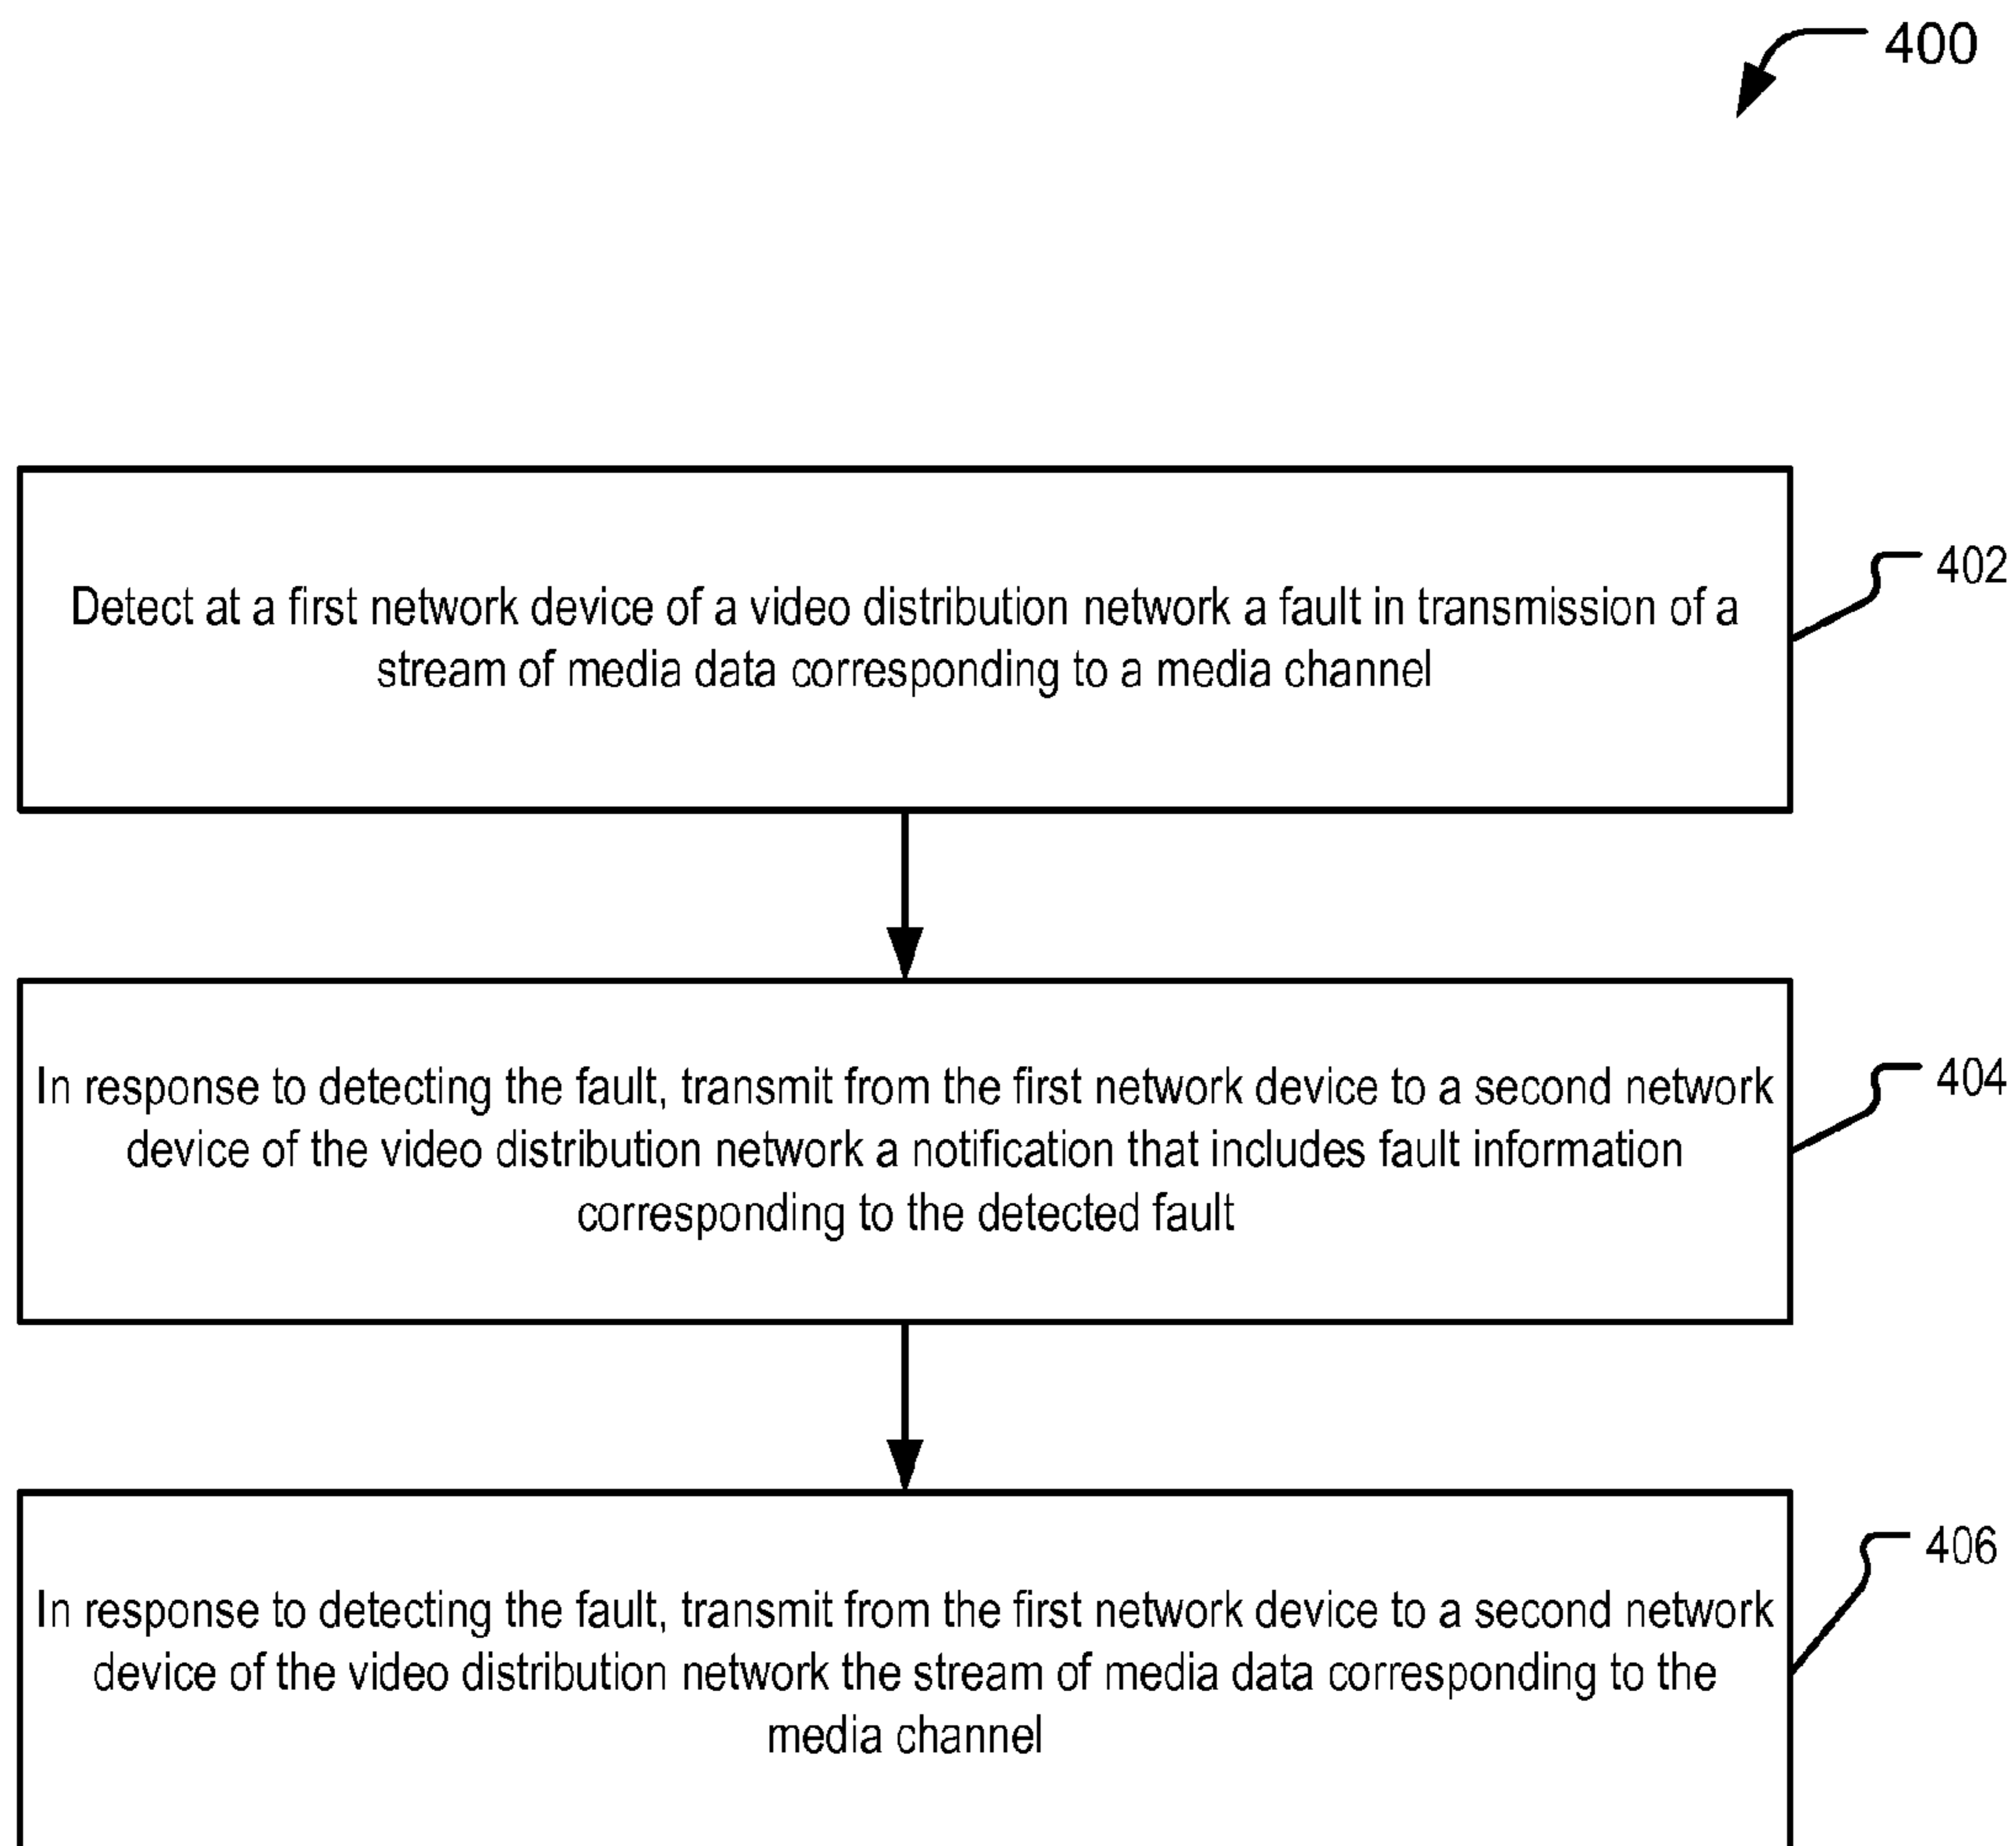 400
Detect at a first network device of a video distribution network a fault in transmission of a
stream of media data corresponding to a media channel
402
In response to detecting the fault, transmit from the first network device to a second network
device of the video distribution network a notification that includes fault information
corresponding to the detected fault
404
In response to detecting the fault, transmit from the first network device to a second network
device of the video distribution network the stream of media data corresponding to the
media channel
406